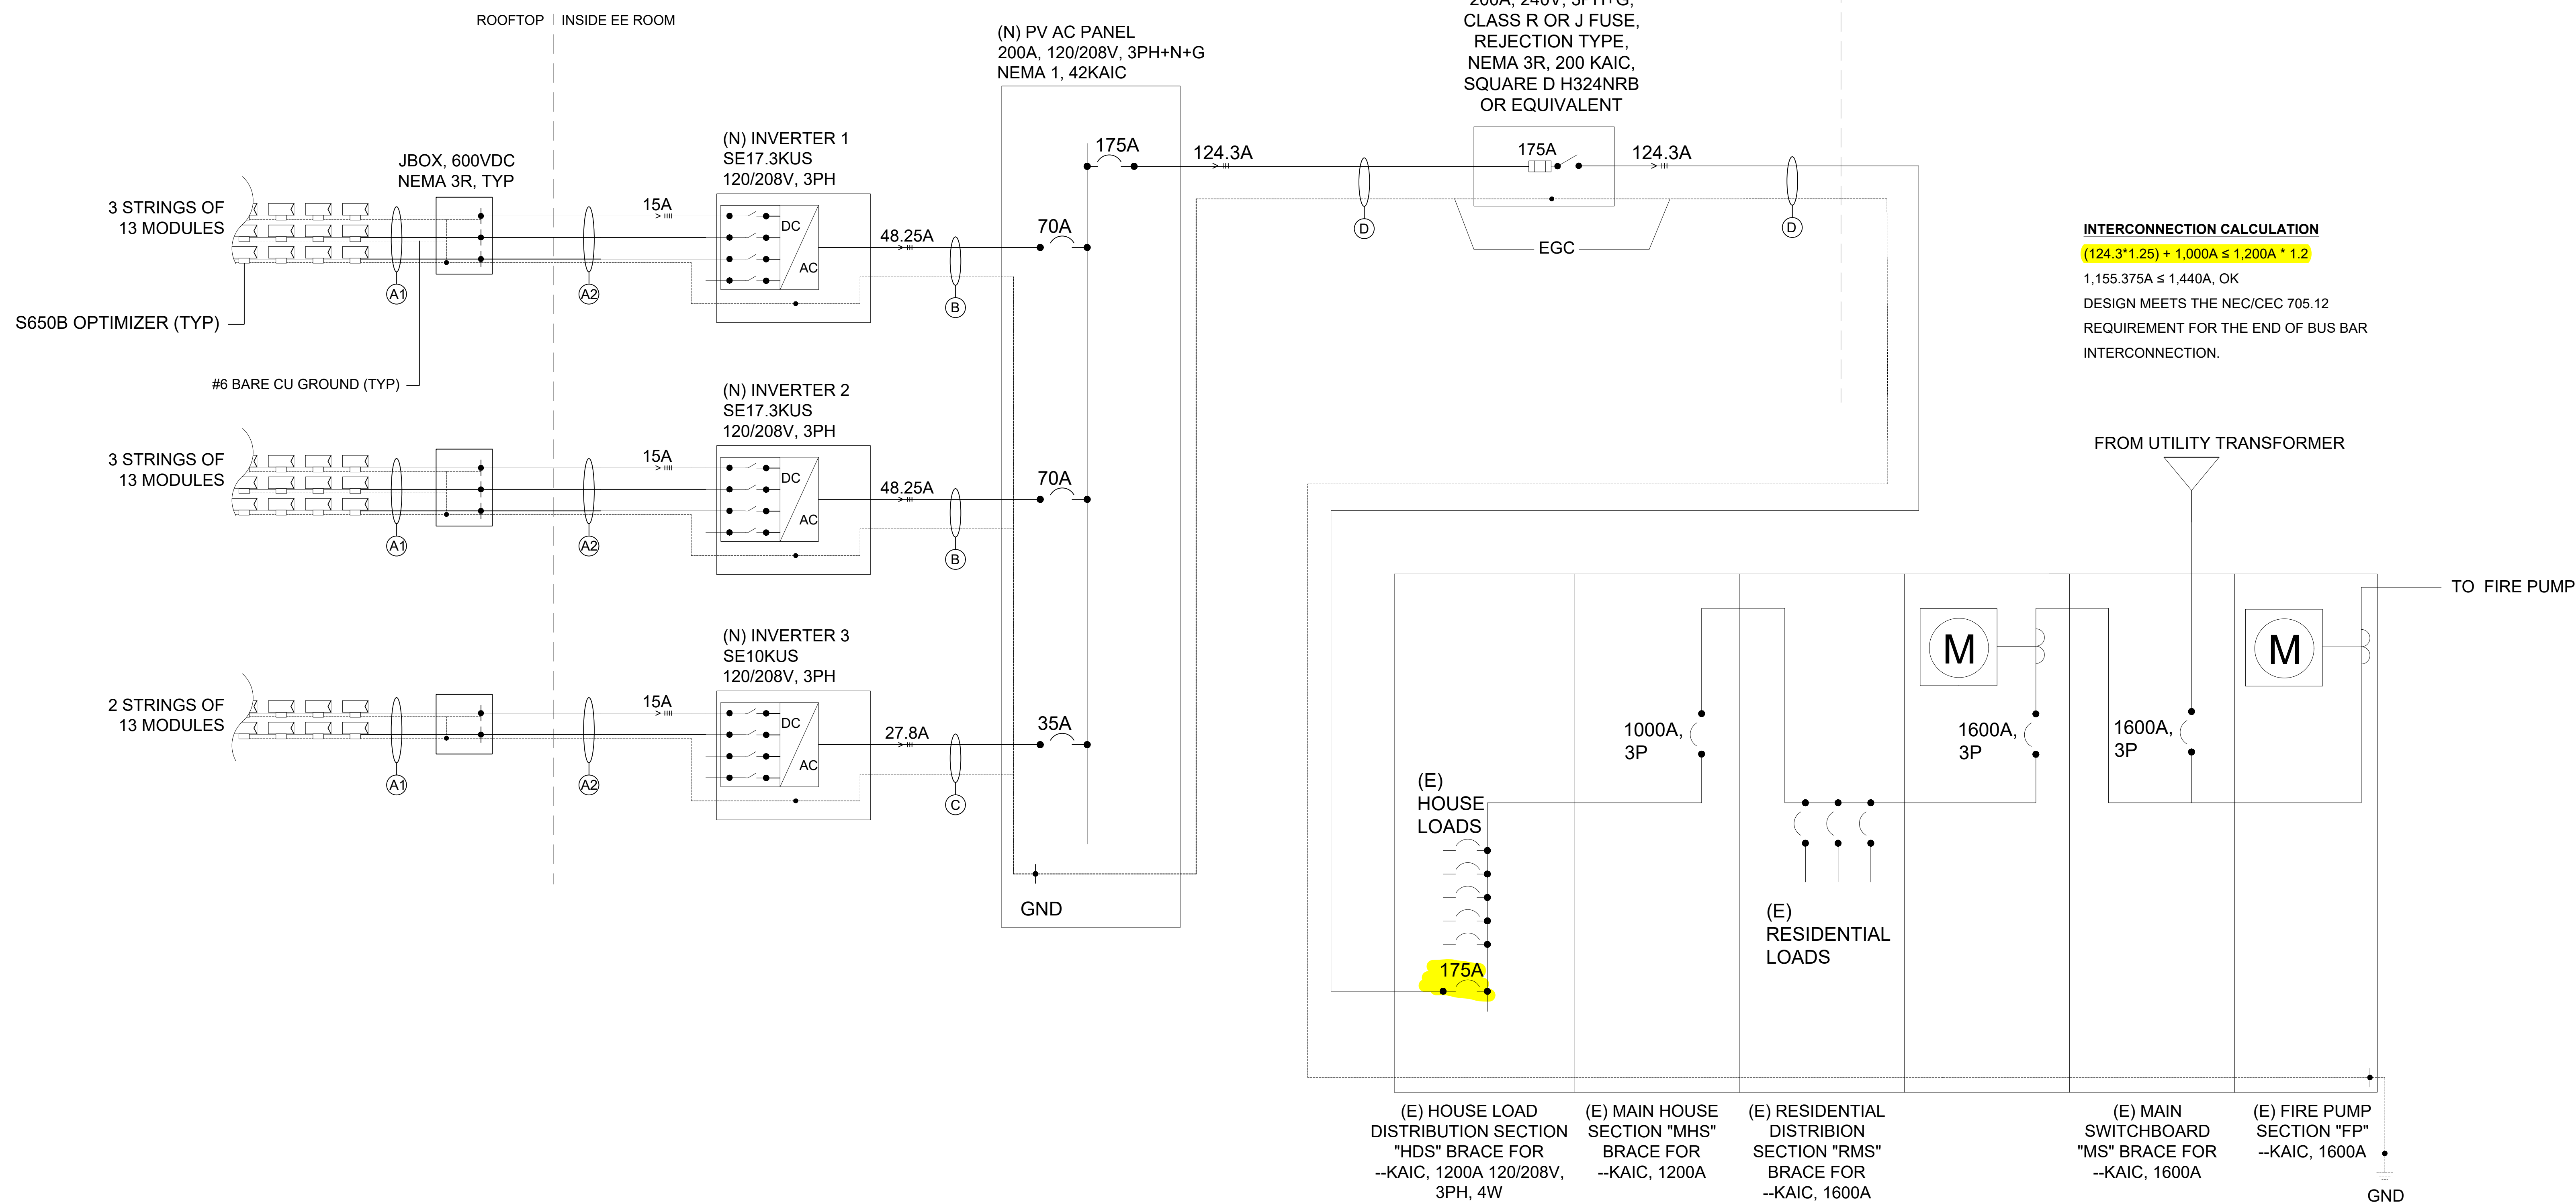 ROOFTOP
INSIDE EE ROOM
(N) PV AC PANEL
200A, 120/208V, 3PH+N+G
NEMA 1, 42KAIC
200A, 240V, 3PH+G,
CLASS R OR J FUSE,
REJECTION TYPE,
NEMA 3R, 200 KAIC,
SQUARE D H324NRB
OR EQUIVALENT
JBOX, 600VDC
NEMA 3R, TYP
(N) INVERTER 1
SE17.3KUS
120/208V, 3PH
3 STRINGS OF
13 MODULES
15A
DC
AC
48.25A
70A
175A
124.3A
175A
124.3A
A1
A2
B
D
D
EGC
S650B OPTIMIZER (TYP)
#6 BARE CU GROUND (TYP)
INTERCONNECTION CALCULATION
(124.3*1.25) + 1,000A ≤ 1,200A * 1.2
1,155.375A ≤ 1,440A, OK
DESIGN MEETS THE NEC/CEC 705.12
REQUIREMENT FOR THE END OF BUS BAR
INTERCONNECTION.
(N) INVERTER 2
SE17.3KUS
120/208V, 3PH
3 STRINGS OF
13 MODULES
15A
DC
AC
48.25A
70A
A1
A2
B
FROM UTILITY TRANSFORMER
TO FIRE PUMP
(N) INVERTER 3
SE10KUS
120/208V, 3PH
2 STRINGS OF
13 MODULES
15A
DC
AC
27.8A
35A
A1
A2
C
GND
M
M
1000A,
3P
1600A,
3P
1600A,
3P
(E)
HOUSE
LOADS
175A
(E)
RESIDENTIAL
LOADS
(E) HOUSE LOAD
DISTRIBUTION SECTION
"HDS" BRACE FOR
--KAIC, 1200A 120/208V,
3PH, 4W
(E) MAIN HOUSE
SECTION "MHS"
BRACE FOR
--KAIC, 1200A
(E) RESIDENTIAL
DISTRIBION
SECTION "RMS"
BRACE FOR
--KAIC, 1600A
(E) MAIN
SWITCHBOARD
"MS" BRACE FOR
--KAIC, 1600A
(E) FIRE PUMP
SECTION "FP"
--KAIC, 1600A
GND